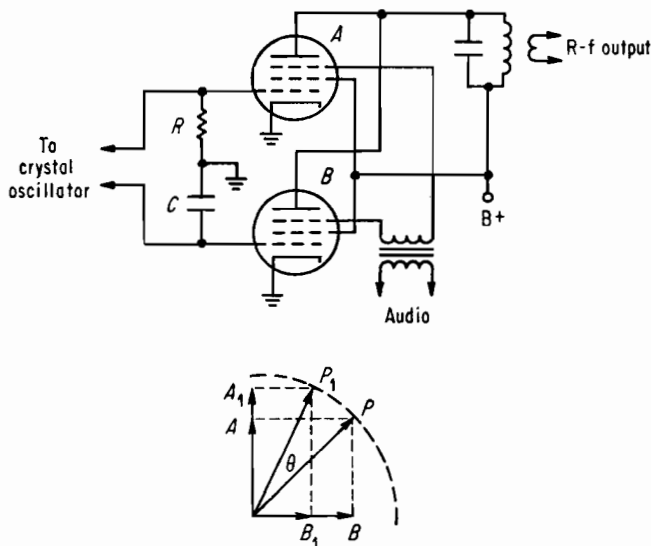 A
R-f output
R
To
crystal
oscillator
B
C
B+
Audio
A₁
P₁
A
P
θ
B₁
B